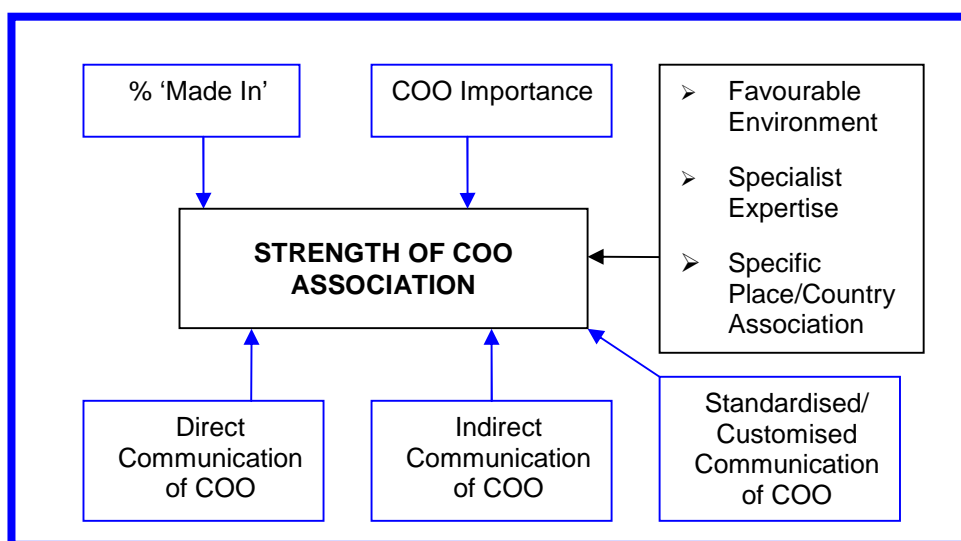 % ‘Made In’
COO Importance
➢ Favourable
Environment
➢ Specialist
Expertise
➢ Specific
Place/Country
Association
STRENGTH OF COO
ASSOCIATION
Direct
Communication
of COO
Indirect
Communication
of COO
Standardised/
Customised
Communication
of COO